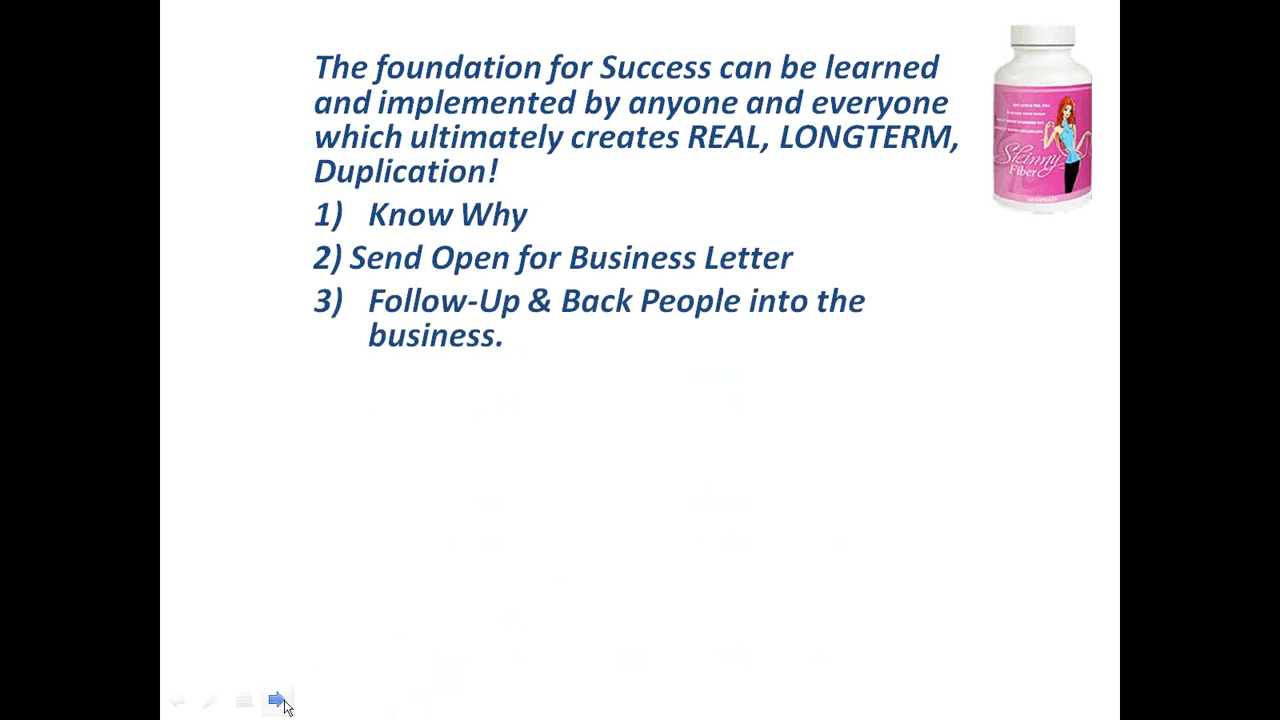 The foundation for Success can be learned
and implemented by anyone and everyone
which ultimately creates REAL, LONGTERM,
Duplication!
1) Know Why
2) Send Open for Business Letter
3) Follow-Up & Back People into the
business.
Skinny
Fiber